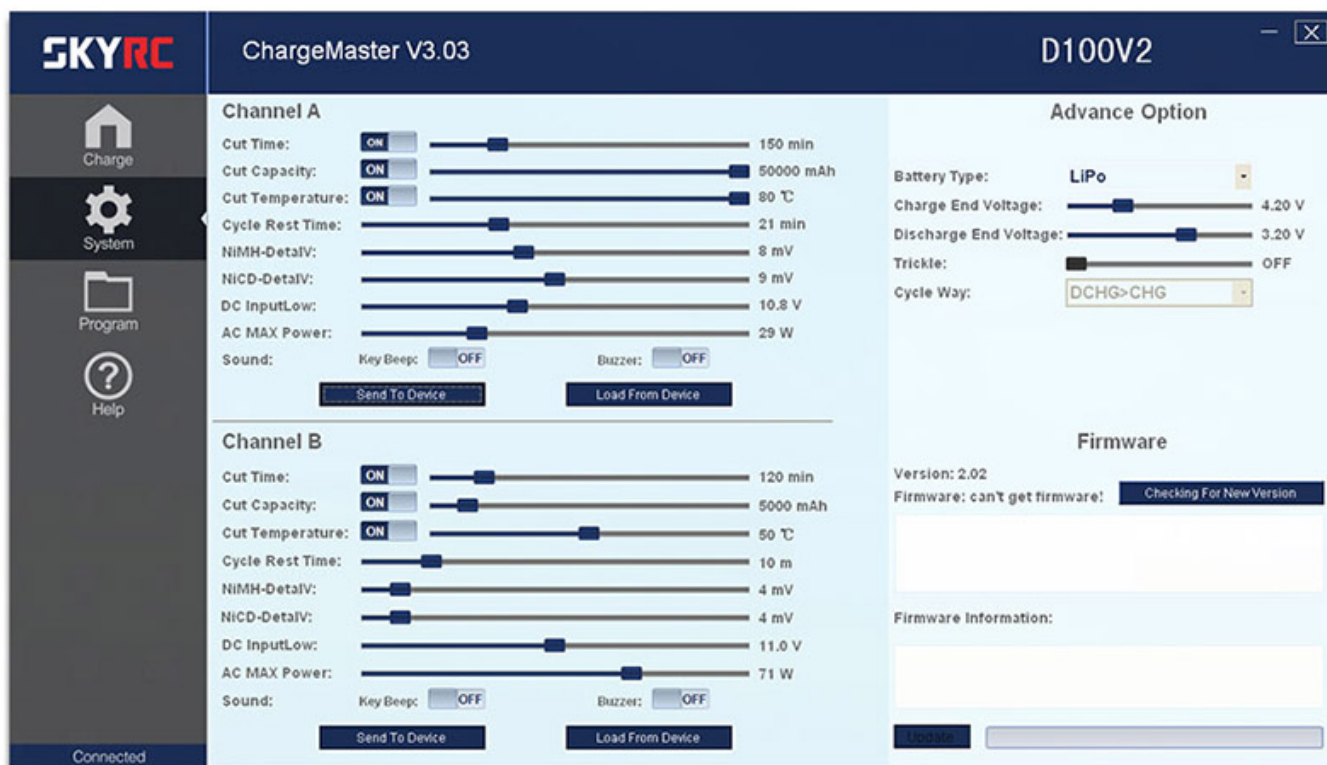 SKYRC
ChargeMaster V3.03
D100V2
Charge
System
Program
Help
Connected
Channel A
Cut Time: ON 150 min
Cut Capacity: ON 50000 mAh
Cut Temperature: ON 80 ℃
Cycle Rest Time: 21 min
NiMH-DetalV: 8 mV
NiCD-DetalV: 9 mV
DC InputLow: 10.8 V
AC MAX Power: 29 W
Sound: Key Beep: OFF Buzzer: OFF
Send To Device Load From Device
Channel B
Cut Time: ON 120 min
Cut Capacity: ON 5000 mAh
Cut Temperature: ON 50 ℃
Cycle Rest Time: 10 m
NiMH-DetalV: 4 mV
NiCD-DetalV: 4 mV
DC InputLow: 11.0 V
AC MAX Power: 71 W
Sound: Key Beep: OFF Buzzer: OFF
Send To Device Load From Device
Advance Option
Battery Type: LiPo
Charge End Voltage: 4.20 V
Discharge End Voltage: 3.20 V
Trickle: OFF
Cycle Way: DCHG>CHG
Firmware
Version: 2.02
Firmware: can't get firmware! Checking For New Version
Firmware Information:
Update